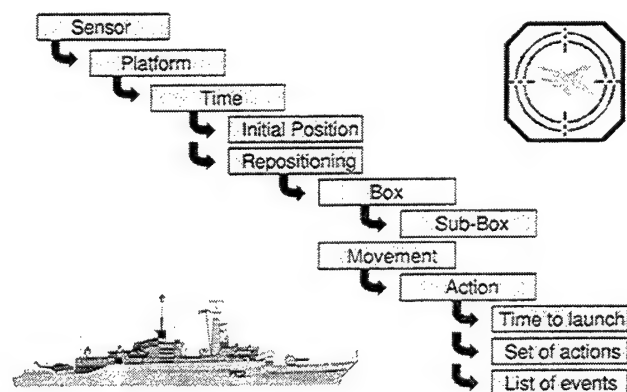 Sensor
Platform
Time
Initial Position
Repositioning
Box
Sub-Box
Movement
Action
Time to launch
Set of actions
List of events